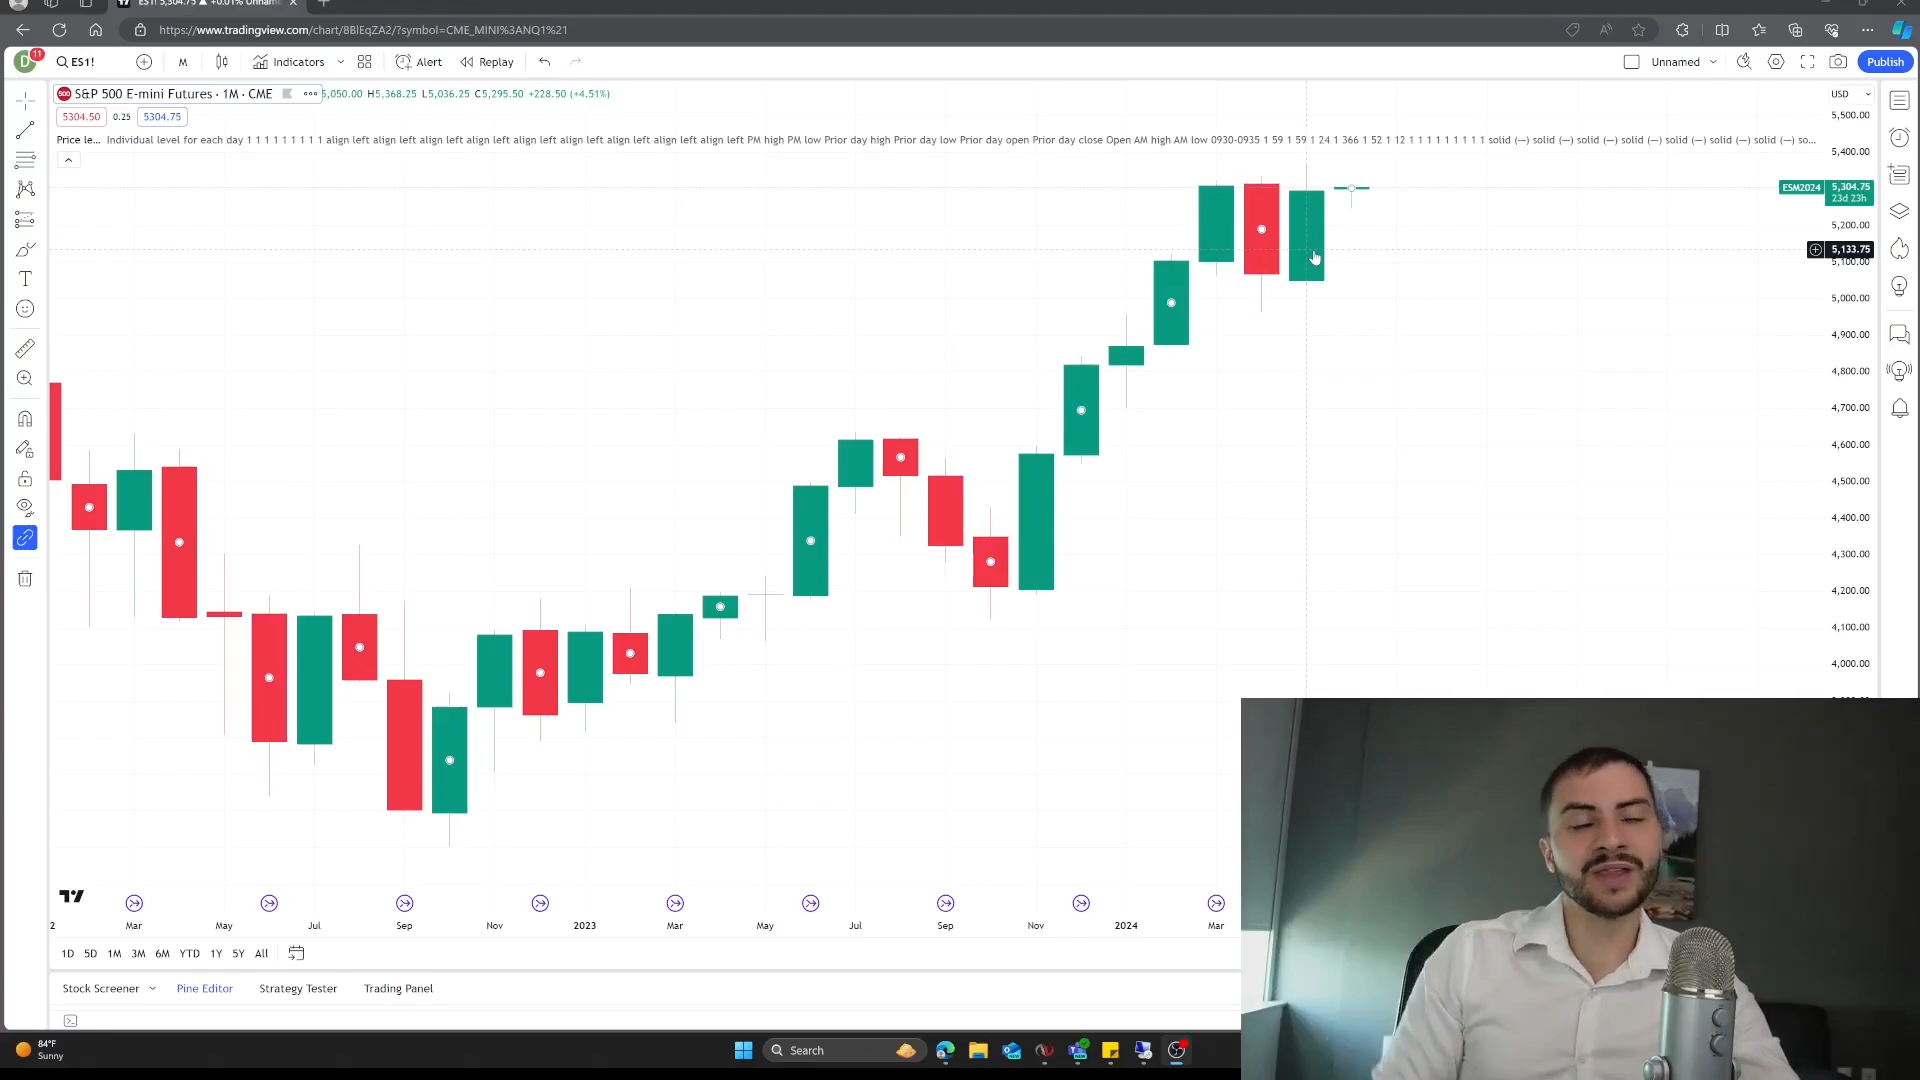 ES1! 5,304.75 ▲ +0.01% Unnam
https://www.tradingview.com/chart/8BlEqZA2/?symbol=CME_MINI%3ANQ1%21
D 11 ES1! M Indicators Alert Replay Unnamed Publish
S&P 500 E-mini Futures · 1M · CME 5,050.00 H5,368.25 L5,036.25 C5,295.50 +228.50 (+4.51%)
USD
5304.50 0.25 5304.75
5,500.00
Price le... Individual level for each day 1 1 1 1 1 1 1 1 1 align left align left align left align left align left align left align left align left align left PM high PM low Prior day high Prior day low Prior day open Prior day close Open AM high AM low 0930-0935 1 59 1 59 1 24 1 366 1 52 1 12 1 1 1 1 1 1 1 1 solid (—) solid (—) solid (—) solid (—) solid (—) solid (—) solid (—) so...
5,400.00
ESM2024 5,304.75
23d 23h
5,200.00
5,133.75
5,100.00
5,000.00
4,900.00
4,800.00
4,700.00
4,600.00
4,500.00
4,400.00
4,300.00
4,200.00
4,100.00
4,000.00
2 Mar May Jul Sep Nov 2023 Mar May Jul Sep Nov 2024 Mar
1D 5D 1M 3M 6M YTD 1Y 5Y All
Stock Screener Pine Editor Strategy Tester Trading Panel
84°F
Sunny
Search